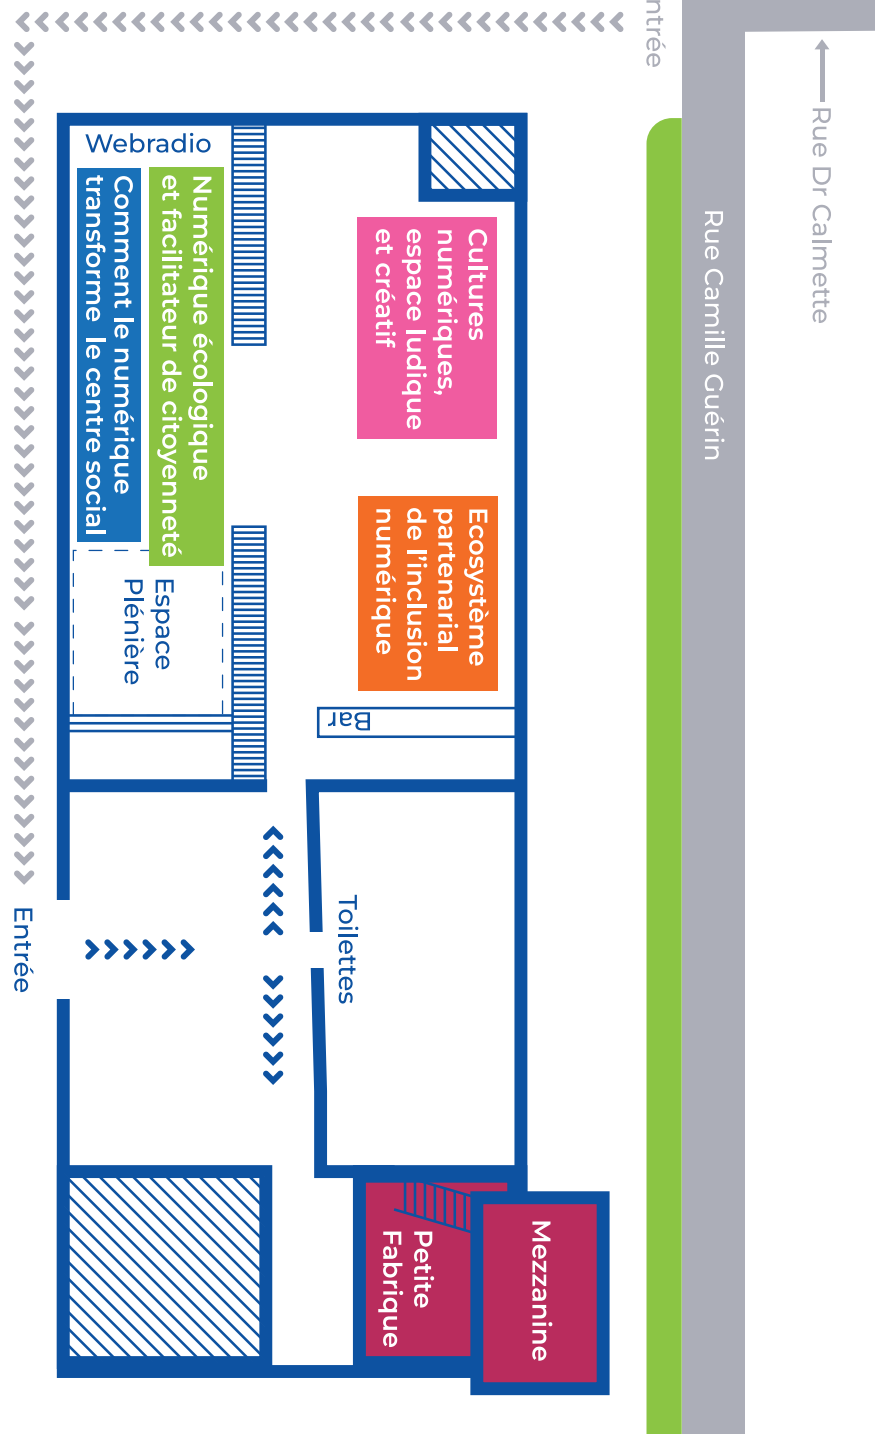 ntrée
Rue Dr Calmette
Rue Camille Guérin
Webradio
Numérique écologique
et facilitateur de citoyenneté
Comment le numérique
transforme le centre social
Cultures
numériques,
espace ludique
et créatif
Ecosystème
partenarial
de l'inclusion
numérique
Espace
Plénière
Bar
Toilettes
Entrée
Petite
Fabrique
Mezzanine